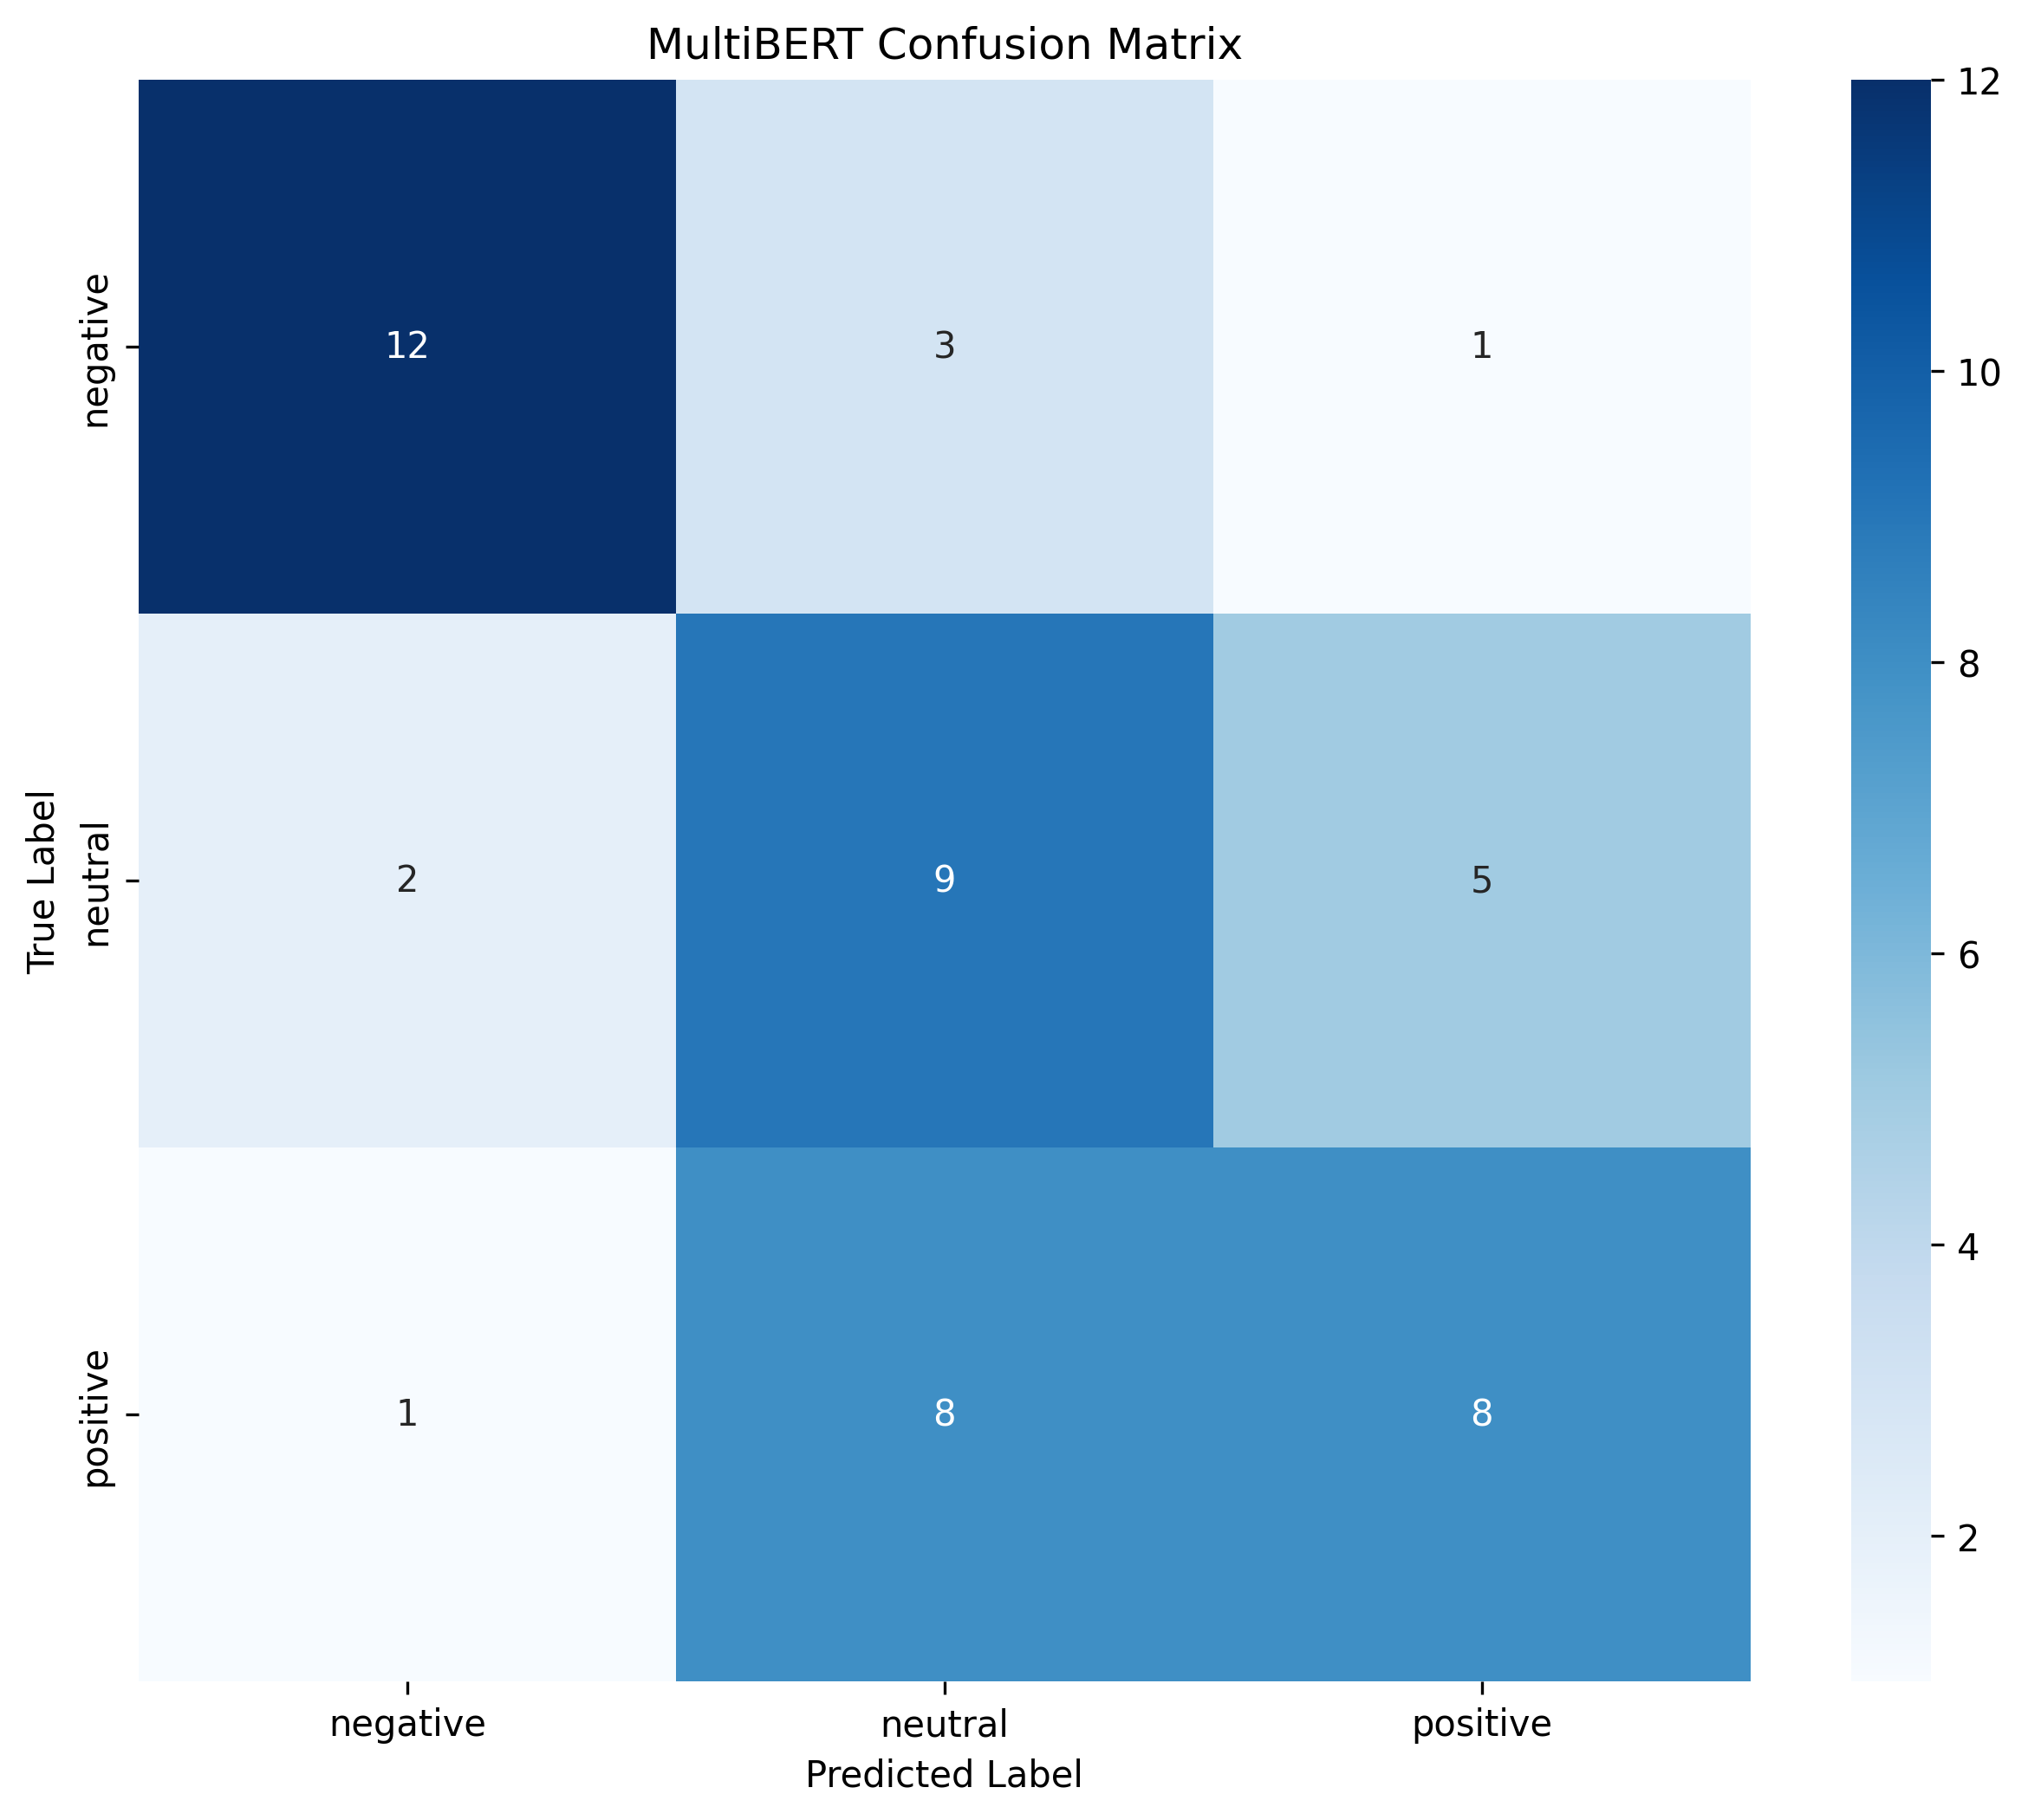 MultiBERT Confusion Matrix
True Label
negative
12 3 1
neutral
2 9 5
positive
1 8 8
negative neutral positive
Predicted Label
12
10
8
6
4
2